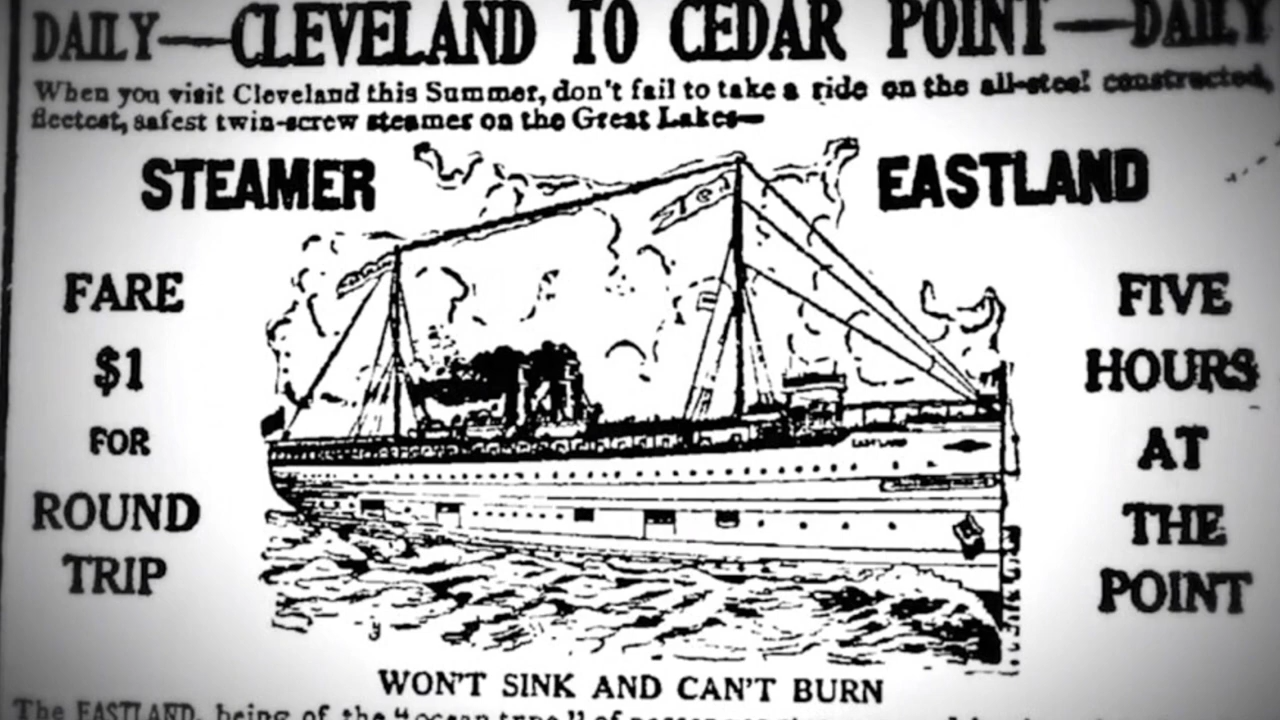 DAILY—CLEVELAND TO CEDAR POINT—DAILY
When you visit Cleveland this Summer, don't fail to take a ride on the all-steel constructed,
fleetest, safest twin-screw steamer on the Great Lakes—
STEAMER EASTLAND
FARE
$1
FOR
ROUND
TRIP
EASTLAND
FIVE
HOURS
AT
THE
POINT
WON'T SINK AND CAN'T BURN
The EASTLAND, being of the "ocean type" of